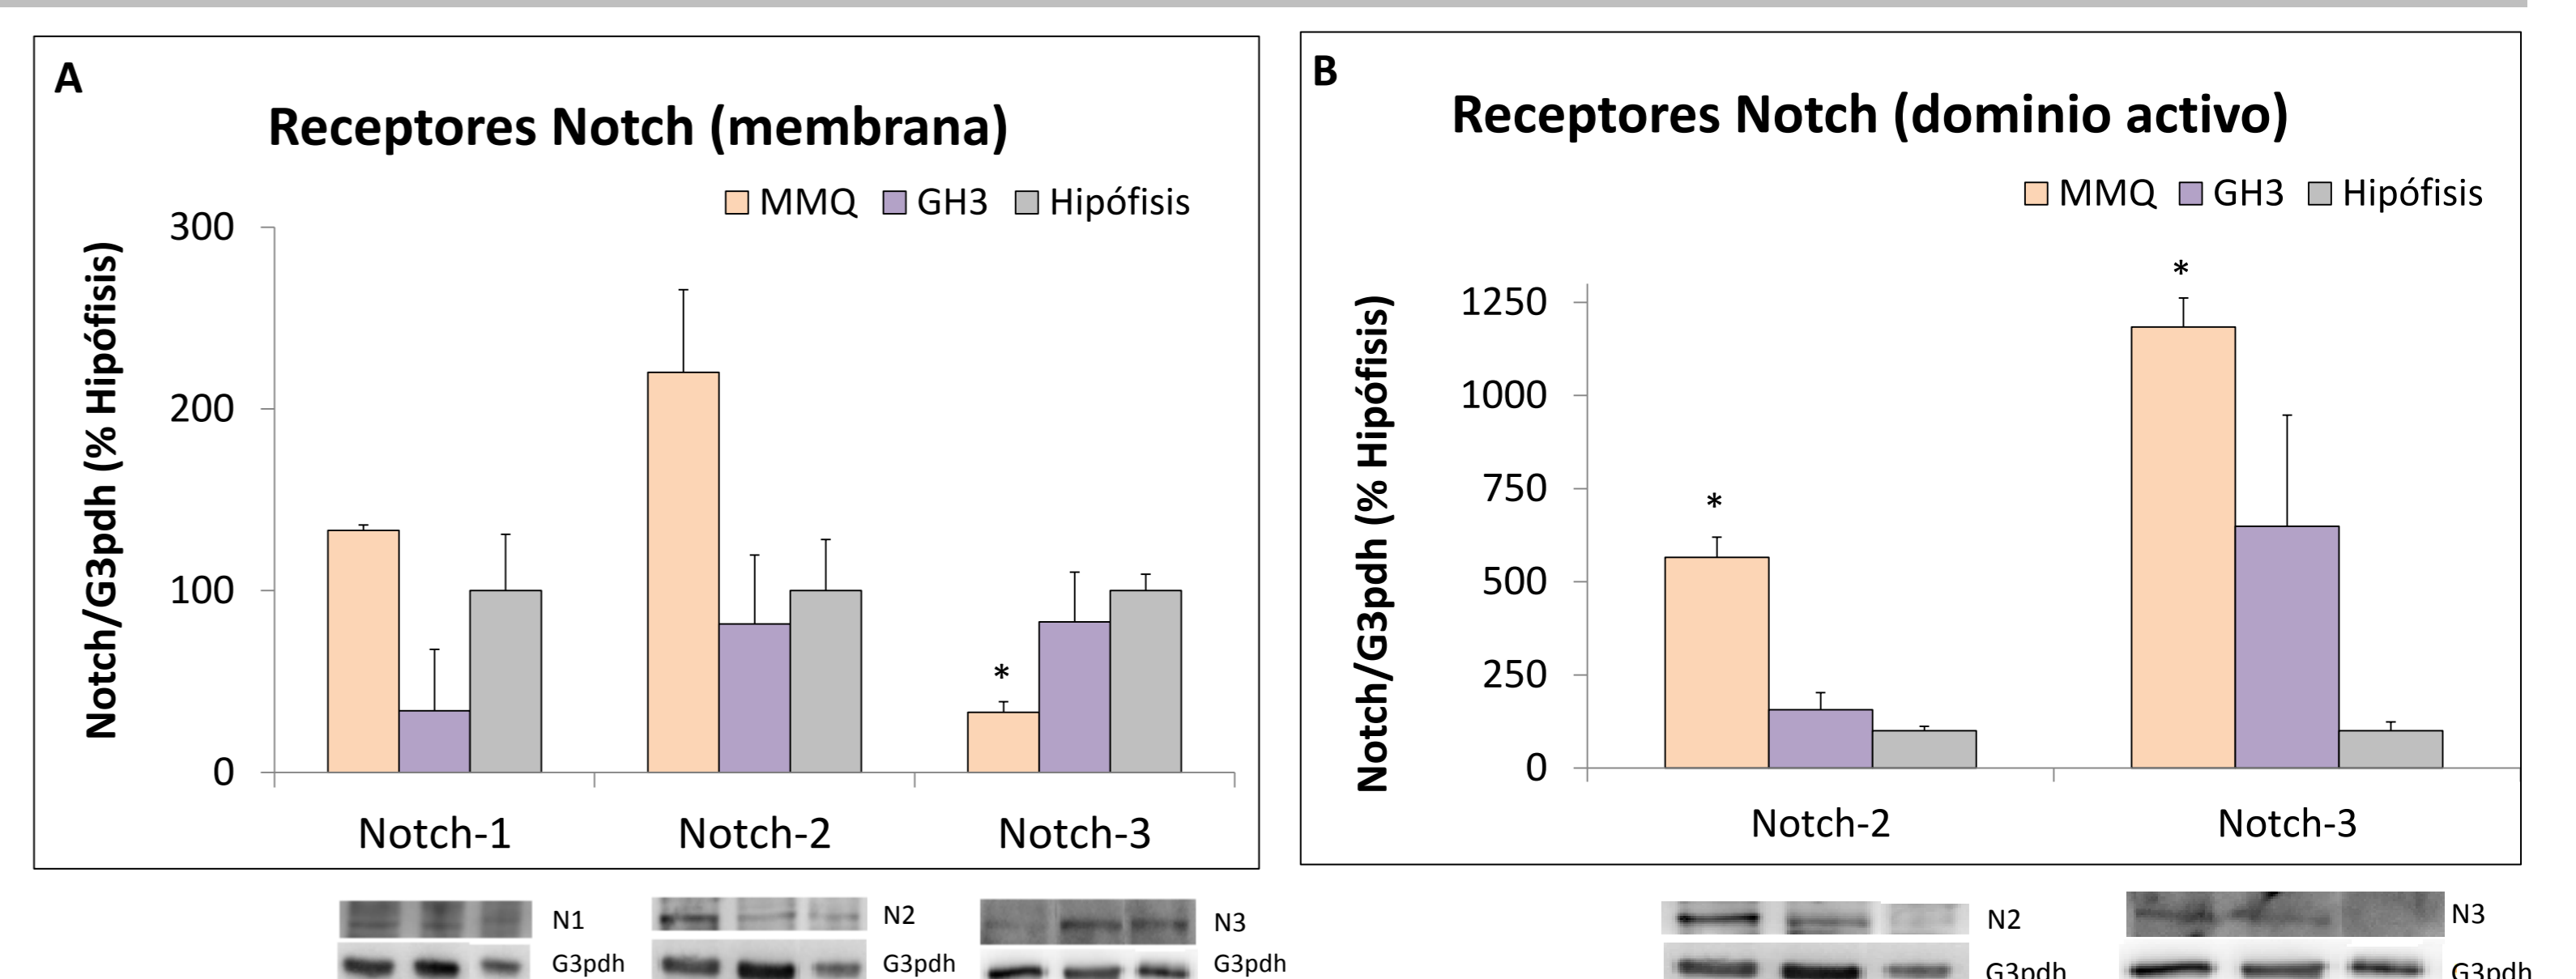 A
Receptores Notch (membrana)
MMQ GH3 Hipófisis
Notch/G3pdh (% Hipófisis)
300
200
100
0
*
Notch-1 Notch-2 Notch-3
N1
G3pdh
N2
G3pdh
N3
G3pdh
B
Receptores Notch (dominio activo)
MMQ GH3 Hipófisis
Notch/G3pdh (% Hipófisis)
1250
1000
750
500
250
0
*
*
Notch-2 Notch-3
N2
G3pdh
N3
G3pdh